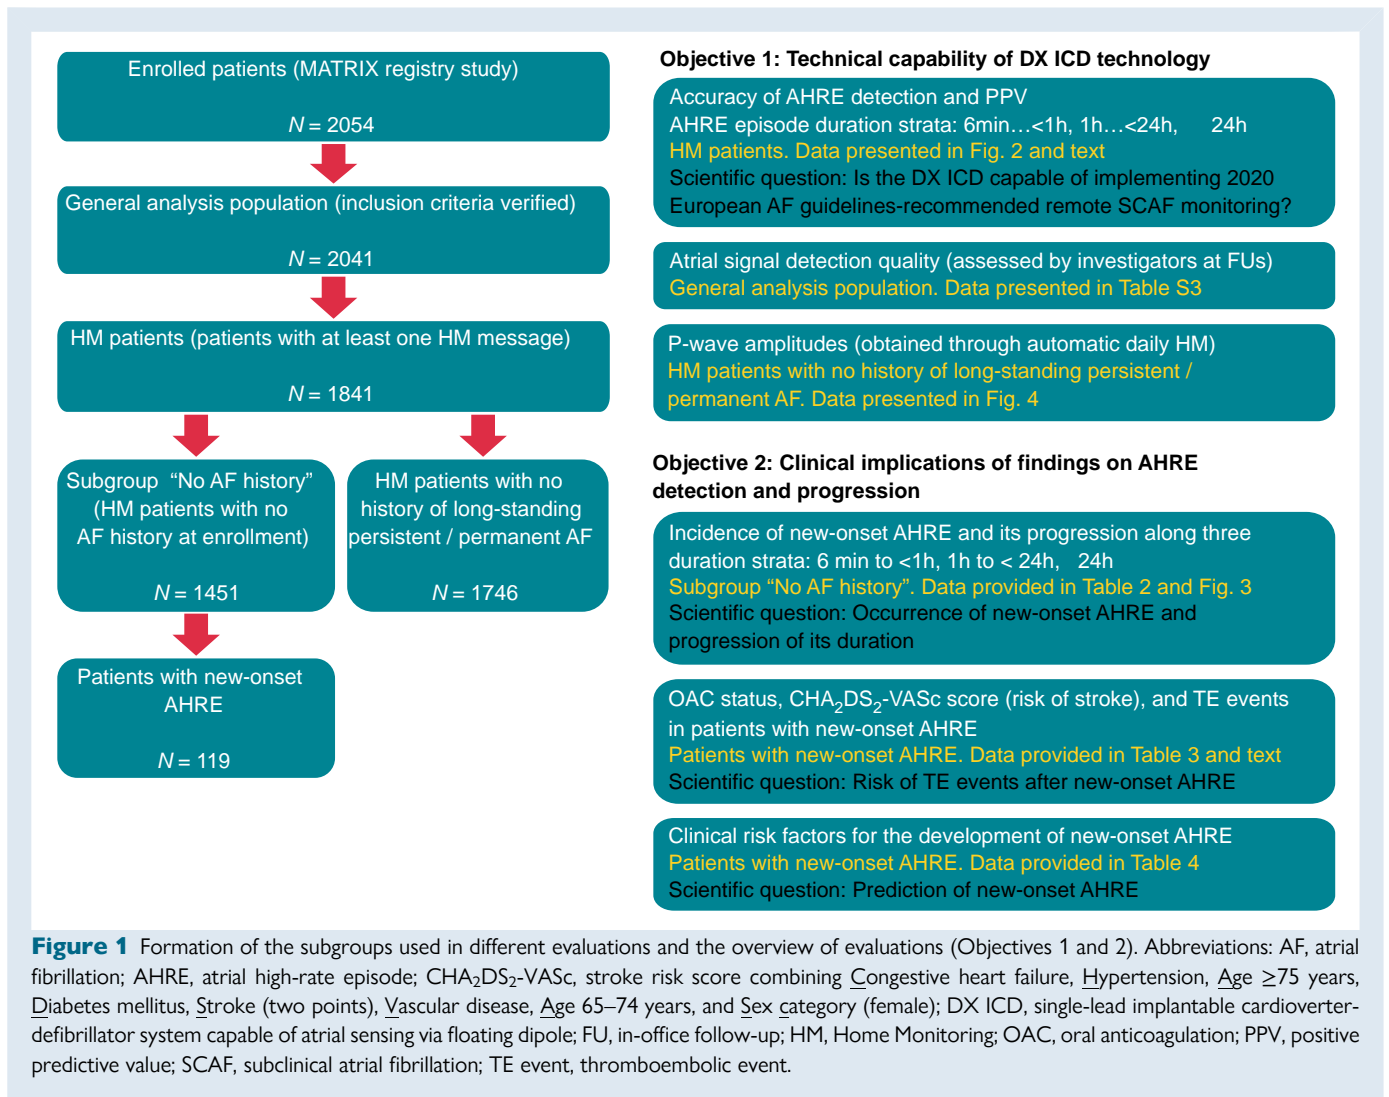 Enrolled patients (MATRIX registry study)
N = 2054
General analysis population (inclusion criteria verified)
N = 2041
HM patients (patients with at least one HM message)
N = 1841
Subgroup “No AF history”
(HM patients with no
AF history at enrollment)
N = 1451
HM patients with no
history of long-standing
persistent / permanent AF
N = 1746
Patients with new-onset
AHRE
N = 119
Objective 1: Technical capability of DX ICD technology
Accuracy of AHRE detection and PPV
AHRE episode duration strata: 6min…<1h, 1h…<24h, 24h
HM patients. Data presented in Fig. 2 and text
Scientific question: Is the DX ICD capable of implementing 2020
European AF guidelines-recommended remote SCAF monitoring?
Atrial signal detection quality (assessed by investigators at FUs)
General analysis population. Data presented in Table S3
P-wave amplitudes (obtained through automatic daily HM)
HM patients with no history of long-standing persistent /
permanent AF. Data presented in Fig. 4
Objective 2: Clinical implications of findings on AHRE
detection and progression
Incidence of new-onset AHRE and its progression along three
duration strata: 6 min to <1h, 1h to < 24h, 24h
Subgroup “No AF history”. Data provided in Table 2 and Fig. 3
Scientific question: Occurrence of new-onset AHRE and
progression of its duration
OAC status, CHA2DS2-VASc score (risk of stroke), and TE events
in patients with new-onset AHRE
Patients with new-onset AHRE. Data provided in Table 3 and text
Scientific question: Risk of TE events after new-onset AHRE
Clinical risk factors for the development of new-onset AHRE
Patients with new-onset AHRE. Data provided in Table 4
Scientific question: Prediction of new-onset AHRE
Figure 1 Formation of the subgroups used in different evaluations and the overview of evaluations (Objectives 1 and 2). Abbreviations: AF, atrial
fibrillation; AHRE, atrial high-rate episode; CHA2DS2-VASc, stroke risk score combining Congestive heart failure, Hypertension, Age ≥75 years,
Diabetes mellitus, Stroke (two points), Vascular disease, Age 65–74 years, and Sex category (female); DX ICD, single-lead implantable cardioverter-
defibrillator system capable of atrial sensing via floating dipole; FU, in-office follow-up; HM, Home Monitoring; OAC, oral anticoagulation; PPV, positive
predictive value; SCAF, subclinical atrial fibrillation; TE event, thromboembolic event.